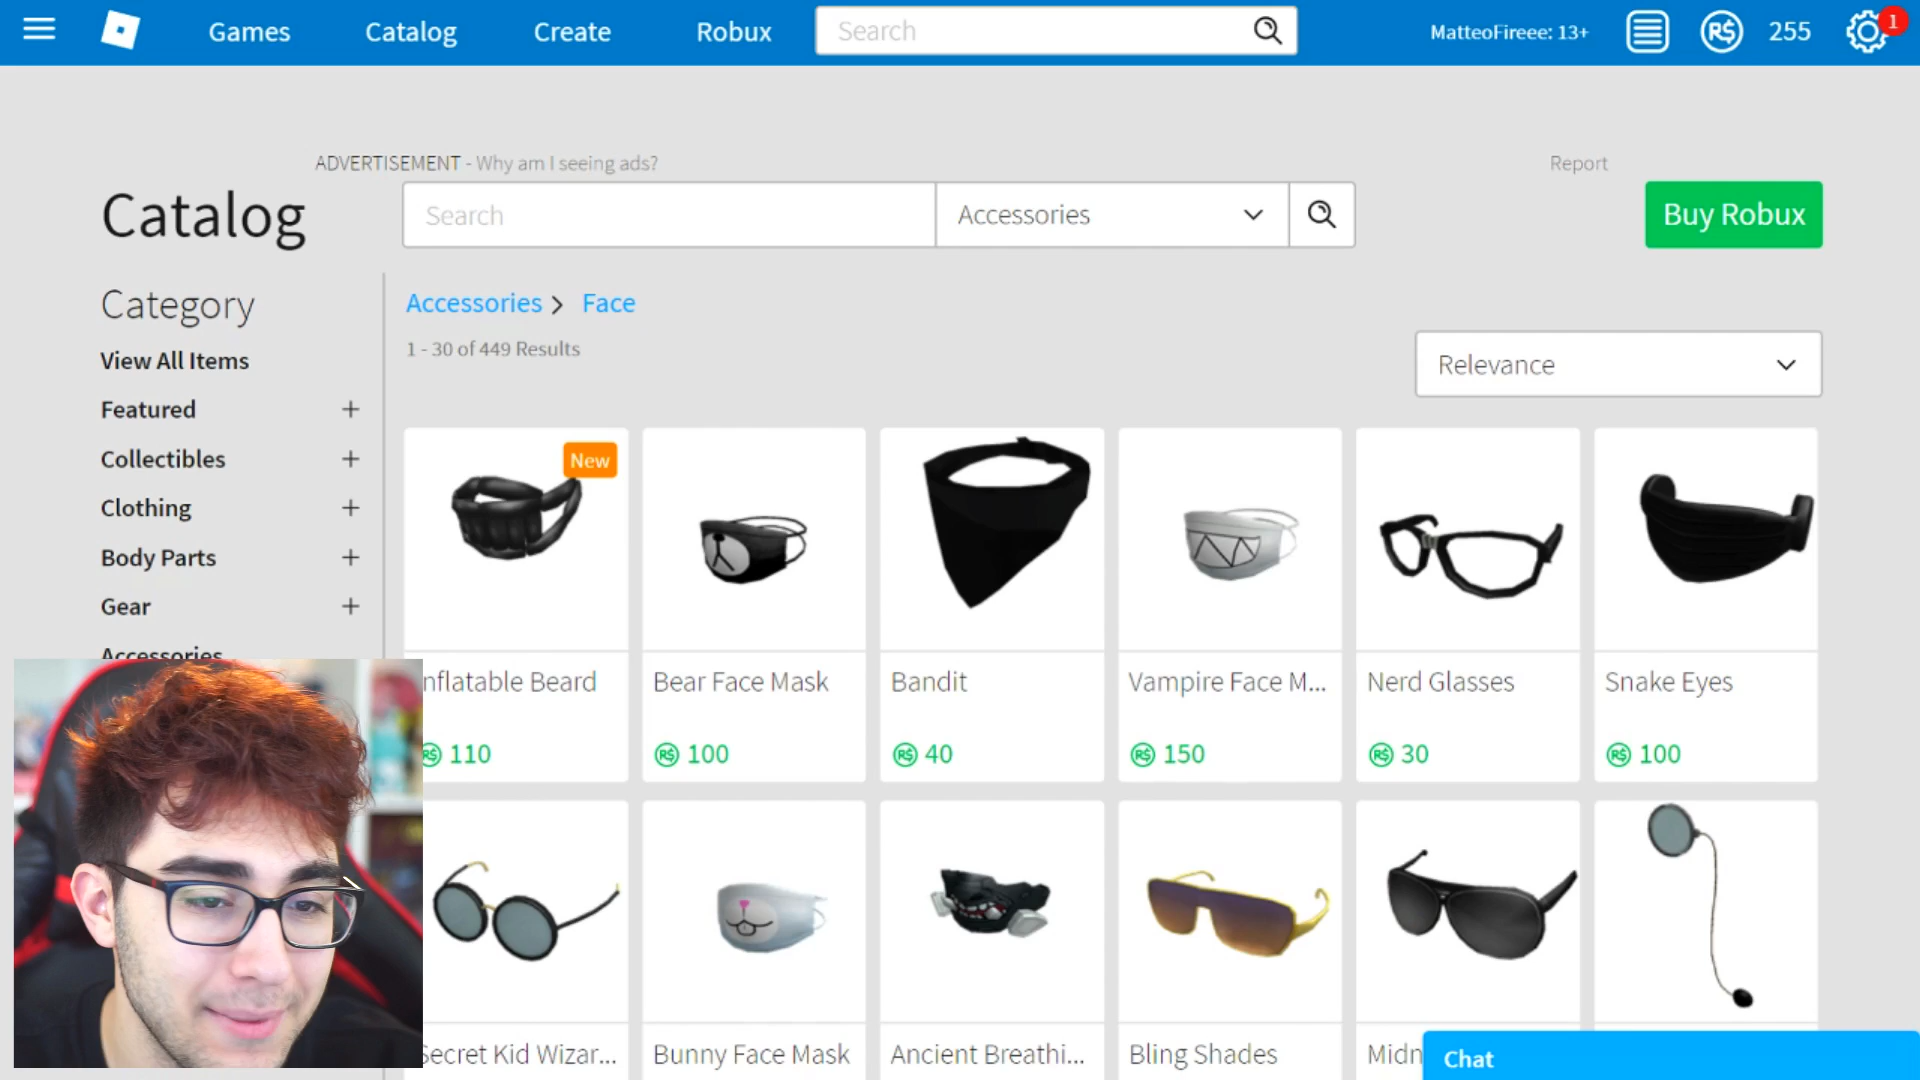 Games Catalog Create Robux Search MatteoFireee: 13+ R$ 255 1
ADVERTISEMENT - Why am I seeing ads? Report
Catalog Search Accessories Buy Robux
Category
View All Items
Featured +
Collectibles +
Clothing +
Body Parts +
Gear +
Accessories
Accessories > Face
1 - 30 of 449 Results
Relevance
New
nflatable Beard Bear Face Mask Bandit Vampire Face M... Nerd Glasses Snake Eyes
R$ 110 R$ 100 R$ 40 R$ 150 R$ 30 R$ 100
Secret Kid Wizar... Bunny Face Mask Ancient Breathi... Bling Shades Midn
Chat